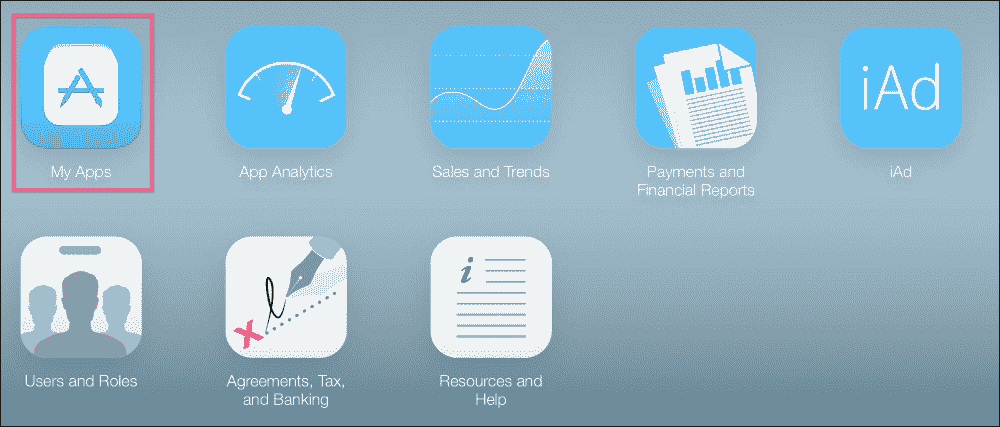 My Apps
App Analytics
Sales and Trends
Payments and
Financial Reports
iAd
iAd
Users and Roles
Agreements, Tax,
and Banking
Resources and
Help